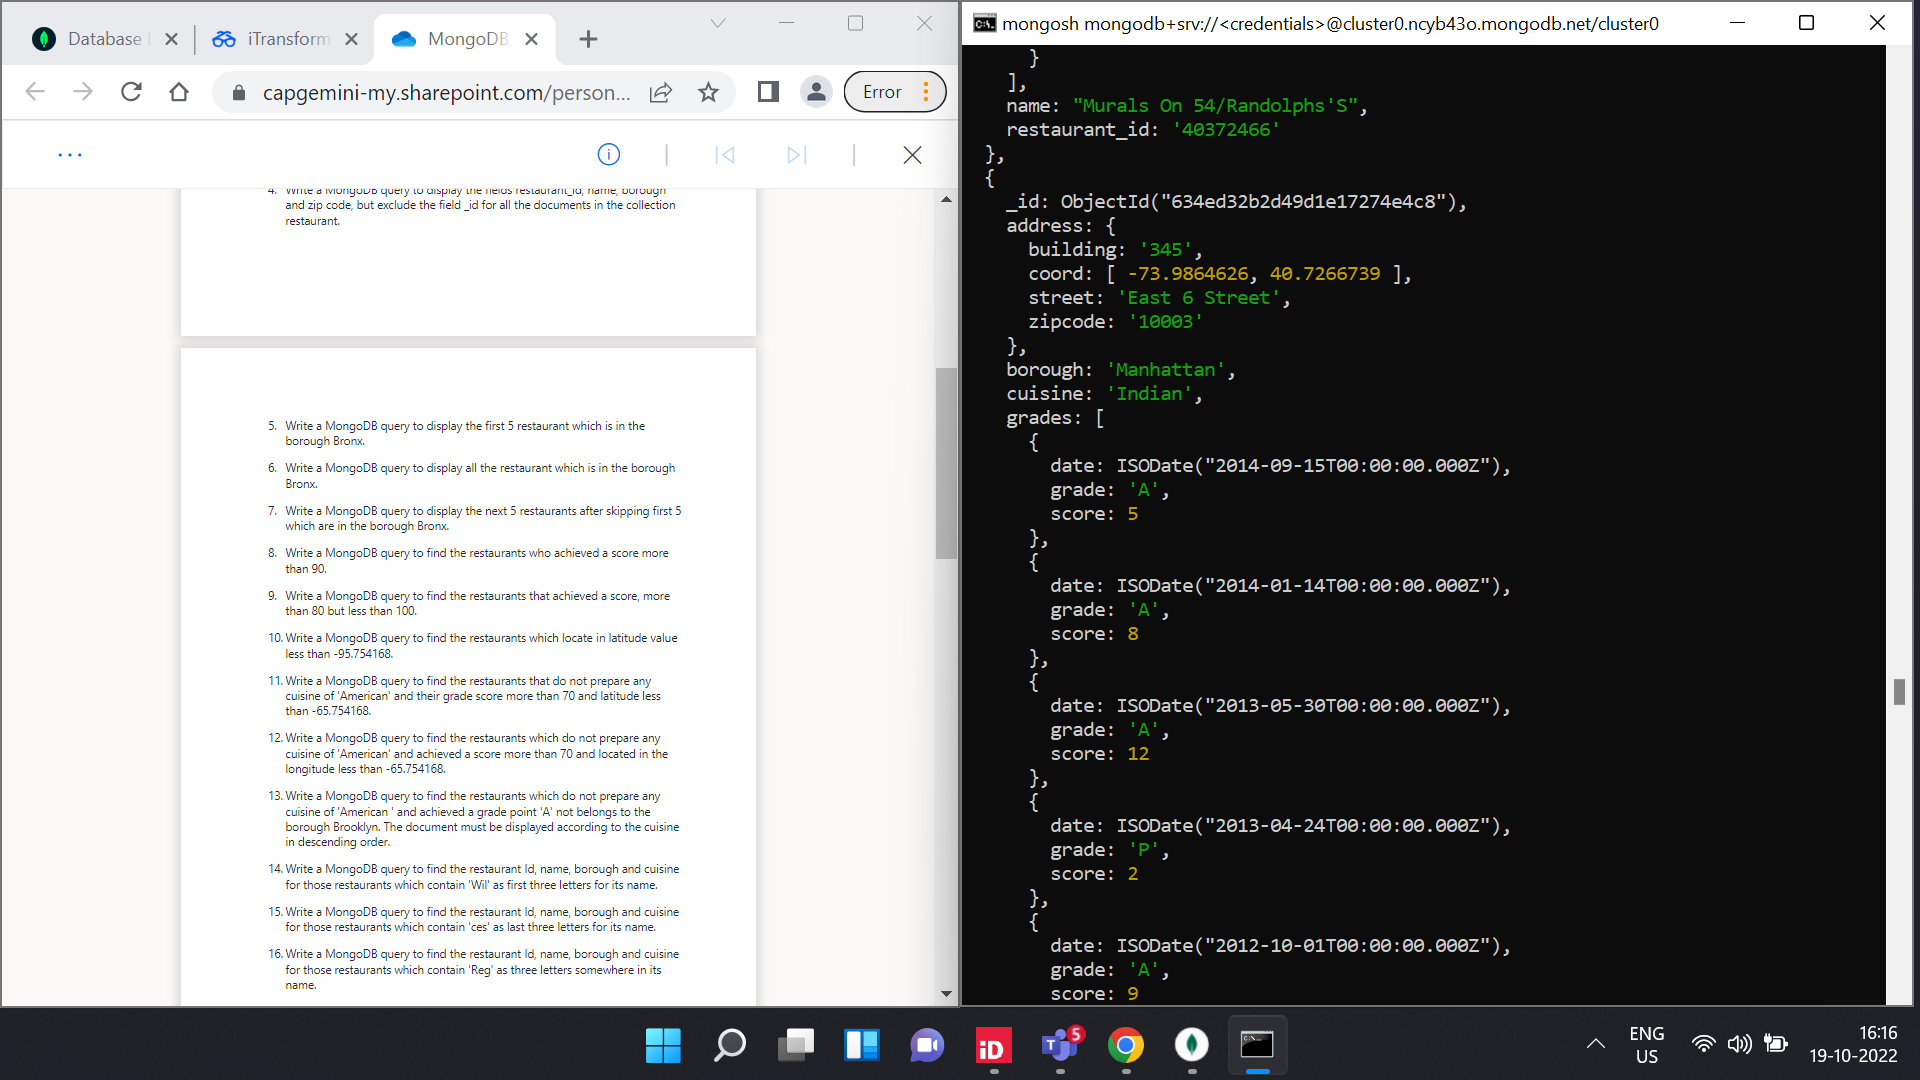 Database
iTransform
MongoDB
capgemini-my.sharepoint.com/person...
Error
4. Write a MongoDB query to display the fields restaurant_id, name, borough
and zip code, but exclude the field _id for all the documents in the collection
restaurant.
5. Write a MongoDB query to display the first 5 restaurant which is in the
borough Bronx.
6. Write a MongoDB query to display all the restaurant which is in the borough
Bronx.
7. Write a MongoDB query to display the next 5 restaurants after skipping first 5
which are in the borough Bronx.
8. Write a MongoDB query to find the restaurants who achieved a score more
than 90.
9. Write a MongoDB query to find the restaurants that achieved a score, more
than 80 but less than 100.
10. Write a MongoDB query to find the restaurants which locate in latitude value
less than -95.754168.
11. Write a MongoDB query to find the restaurants that do not prepare any
cuisine of 'American' and their grade score more than 70 and latitude less
than -65.754168.
12. Write a MongoDB query to find the restaurants which do not prepare any
cuisine of 'American' and achieved a score more than 70 and located in the
longitude less than -65.754168.
13. Write a MongoDB query to find the restaurants which do not prepare any
cuisine of 'American ' and achieved a grade point 'A' not belongs to the
borough Brooklyn. The document must be displayed according to the cuisine
in descending order.
14. Write a MongoDB query to find the restaurant Id, name, borough and cuisine
for those restaurants which contain 'Wil' as first three letters for its name.
15. Write a MongoDB query to find the restaurant Id, name, borough and cuisine
for those restaurants which contain 'ces' as last three letters for its name.
16. Write a MongoDB query to find the restaurant Id, name, borough and cuisine
for those restaurants which contain 'Reg' as three letters somewhere in its
name.
mongosh mongodb+srv://<credentials>@cluster0.ncyb43o.mongodb.net/cluster0
}
],
name: "Murals On 54/Randolphs'S",
restaurant_id: '40372466'
},
{
_id: ObjectId("634ed32b2d49d1e17274e4c8"),
address: {
building: '345',
coord: [ -73.9864626, 40.7266739 ],
street: 'East 6 Street',
zipcode: '10003'
},
borough: 'Manhattan',
cuisine: 'Indian',
grades: [
{
date: ISODate("2014-09-15T00:00:00.000Z"),
grade: 'A',
score: 5
},
{
date: ISODate("2014-01-14T00:00:00.000Z"),
grade: 'A',
score: 8
},
{
date: ISODate("2013-05-30T00:00:00.000Z"),
grade: 'A',
score: 12
},
{
date: ISODate("2013-04-24T00:00:00.000Z"),
grade: 'P',
score: 2
},
{
date: ISODate("2012-10-01T00:00:00.000Z"),
grade: 'A',
score: 9
iD
T
5
ENG
US
16:16
19-10-2022